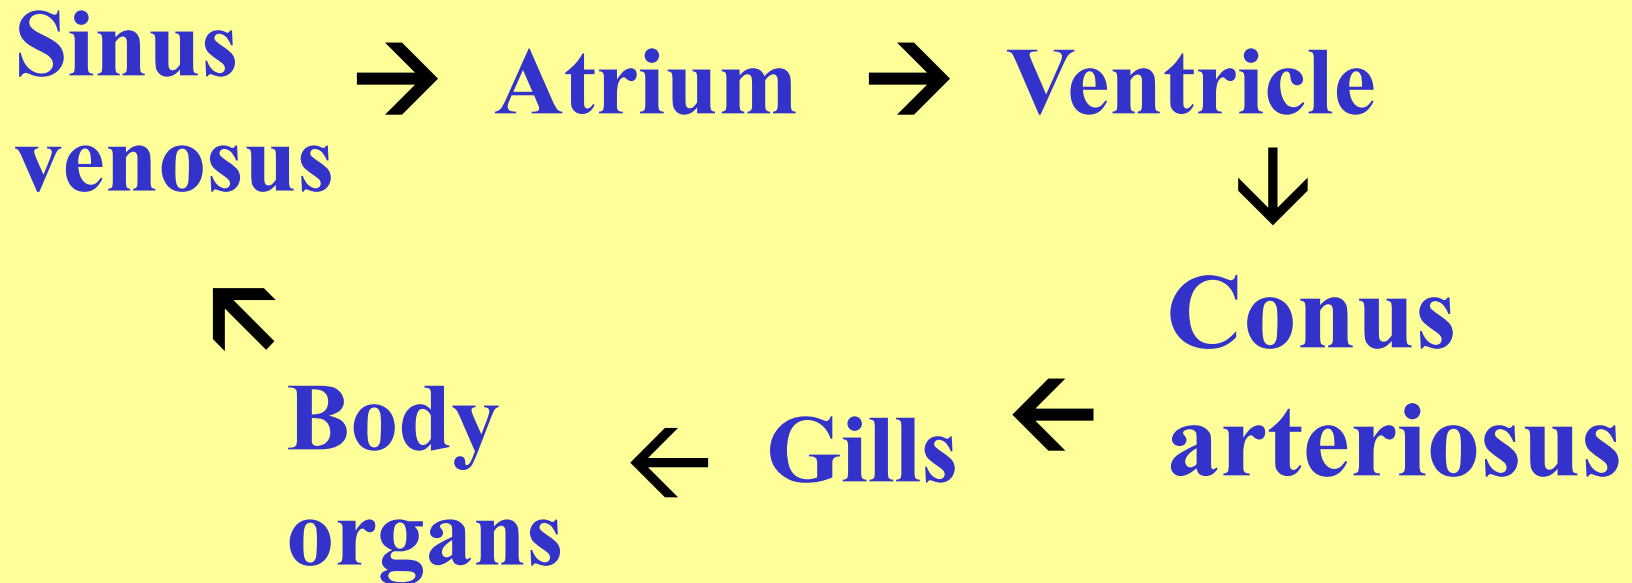 Sinus
venosus
→ Atrium → Ventricle
↓
Conus
arteriosus
← Gills ←
Body
organs
↖